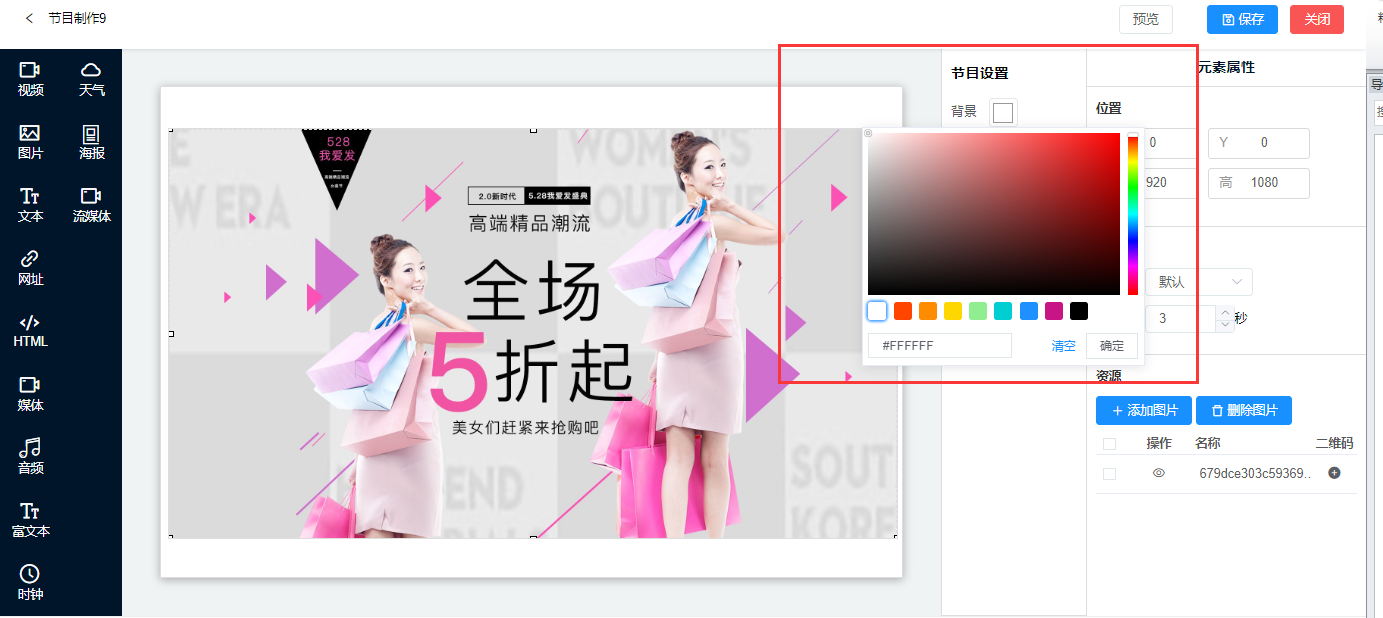 节目制作9
预览
保存
关闭
视频
天气
图片
海报
文本
流媒体
网址
HTML
媒体
音频
富文本
时钟
WOMEN'S
528
我爱发
2.0新时代
5.28我爱发盛典
高端精品潮流
全场
5折起
美女们赶紧来抢购吧
SOUT
KORE
节目设置
背景
#FFFFFF
清空
确定
元素属性
位置
0
Y
0
920
高
1080
默认
3
秒
资源
添加图片
删除图片
操作
名称
二维码
679dce303c59369..